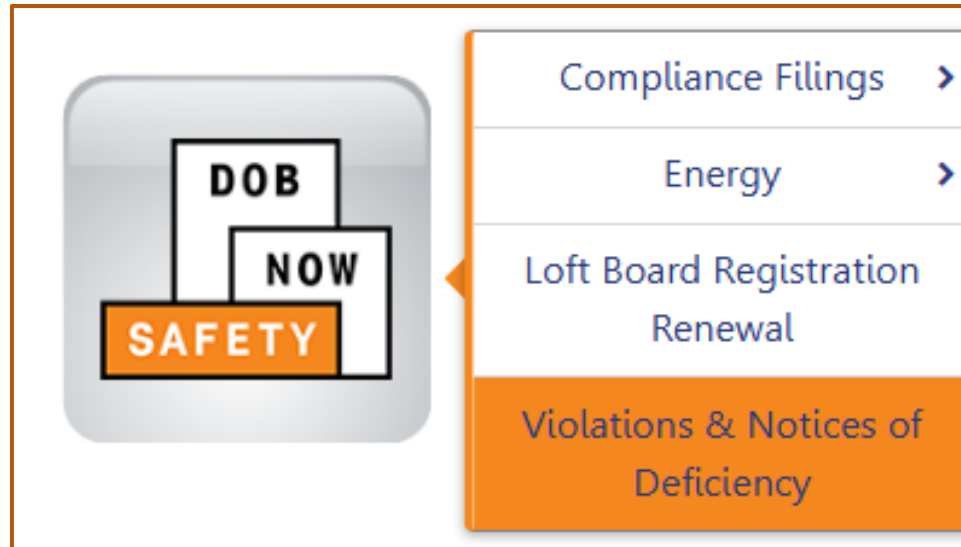 DOB
NOW
SAFETY
Compliance Filings
Energy
Loft Board Registration
Renewal
Violations & Notices of
Deficiency